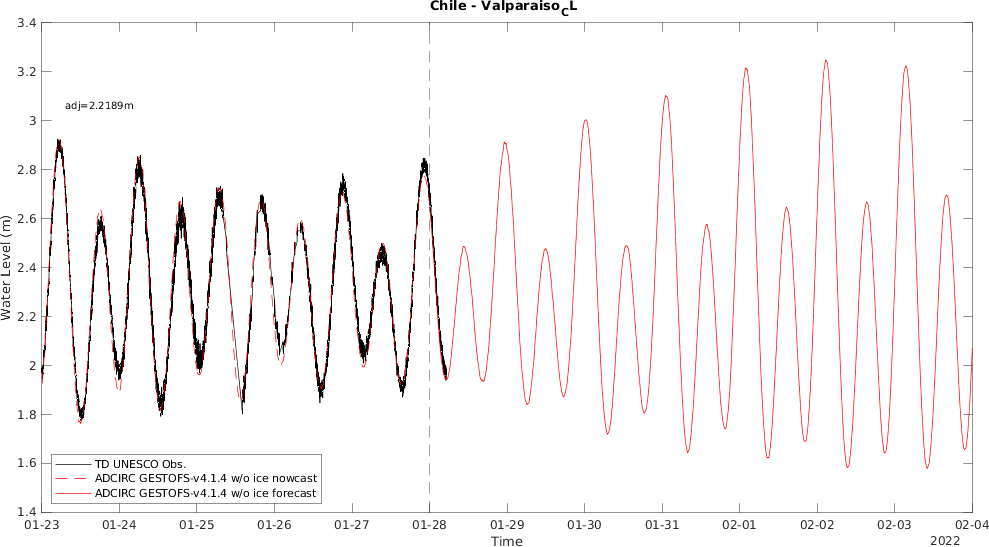 Chile - Valparaiso_CL
3.4
3.2
3
2.8
2.6
2.4
2.2
2
1.8
1.6
1.4
Water Level (m)
adj=2.2189m
TD UNESCO Obs.
ADCIRC GESTOFS-v4.1.4 w/o ice nowcast
ADCIRC GESTOFS-v4.1.4 w/o ice forecast
01-23 01-24 01-25 01-26 01-27 01-28 01-29 01-30 01-31 02-01 02-02 02-03 02-04
Time
2022